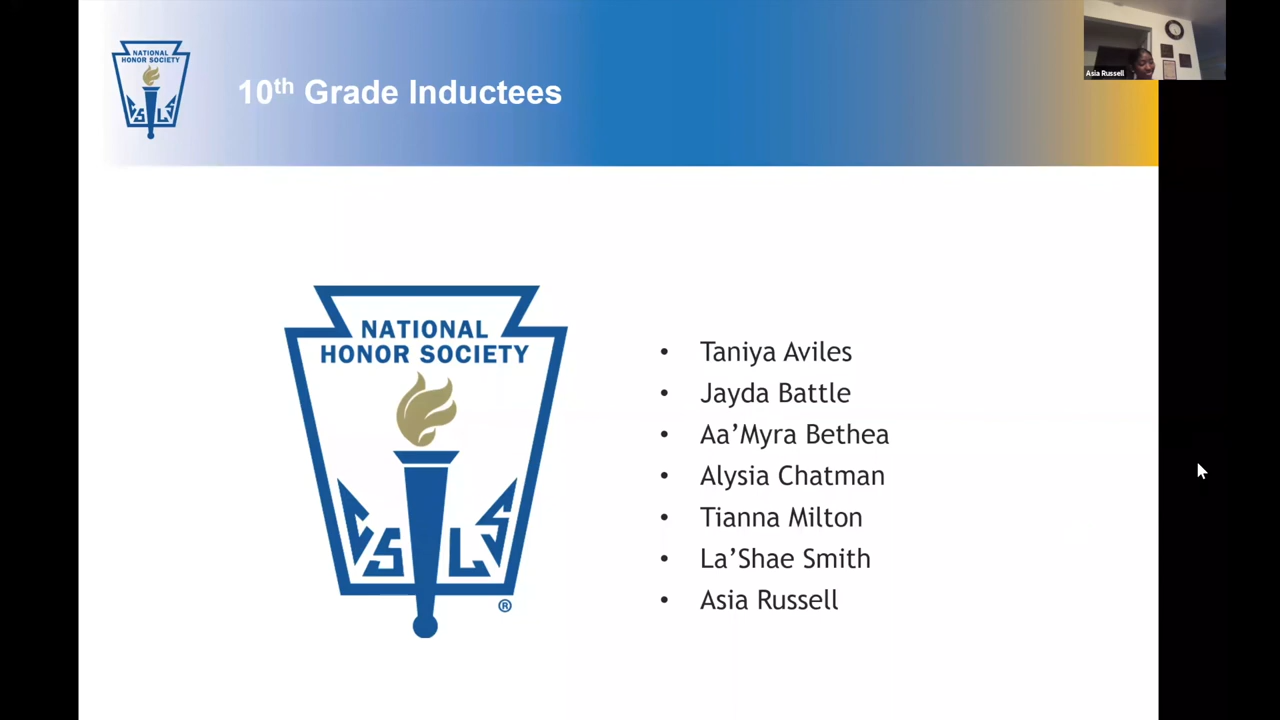 NATIONAL
HONOR SOCIETY
C S L S
10th Grade Inductees
Asia Russell
NATIONAL
HONOR SOCIETY
C S L S
®
• Taniya Aviles
• Jayda Battle
• Aa’Myra Bethea
• Alysia Chatman
• Tianna Milton
• La’Shae Smith
• Asia Russell